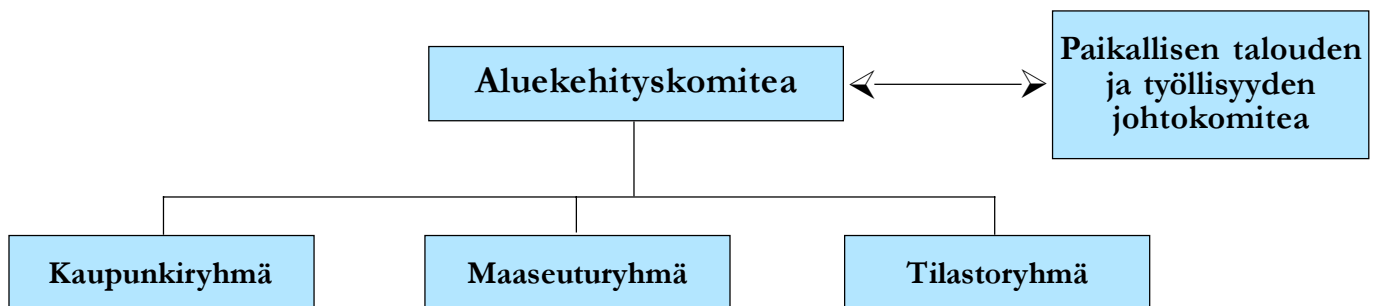 Aluekehityskomitea
Paikallisen talouden
ja työllisyyden
johtokomitea
Kaupunkiryhmä
Maaseuturyhmä
Tilastoryhmä